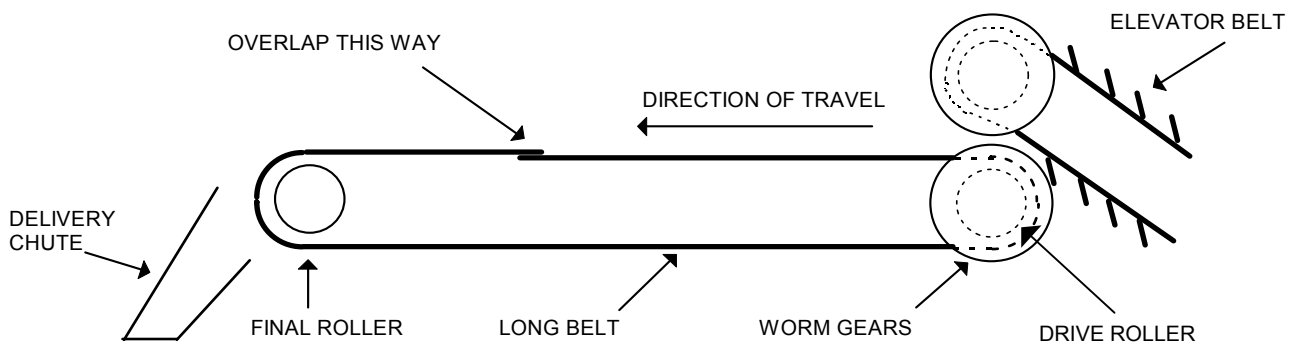 ELEVATOR BELT
OVERLAP THIS WAY
DIRECTION OF TRAVEL
DELIVERY
CHUTE
FINAL ROLLER
LONG BELT
WORM GEARS
DRIVE ROLLER